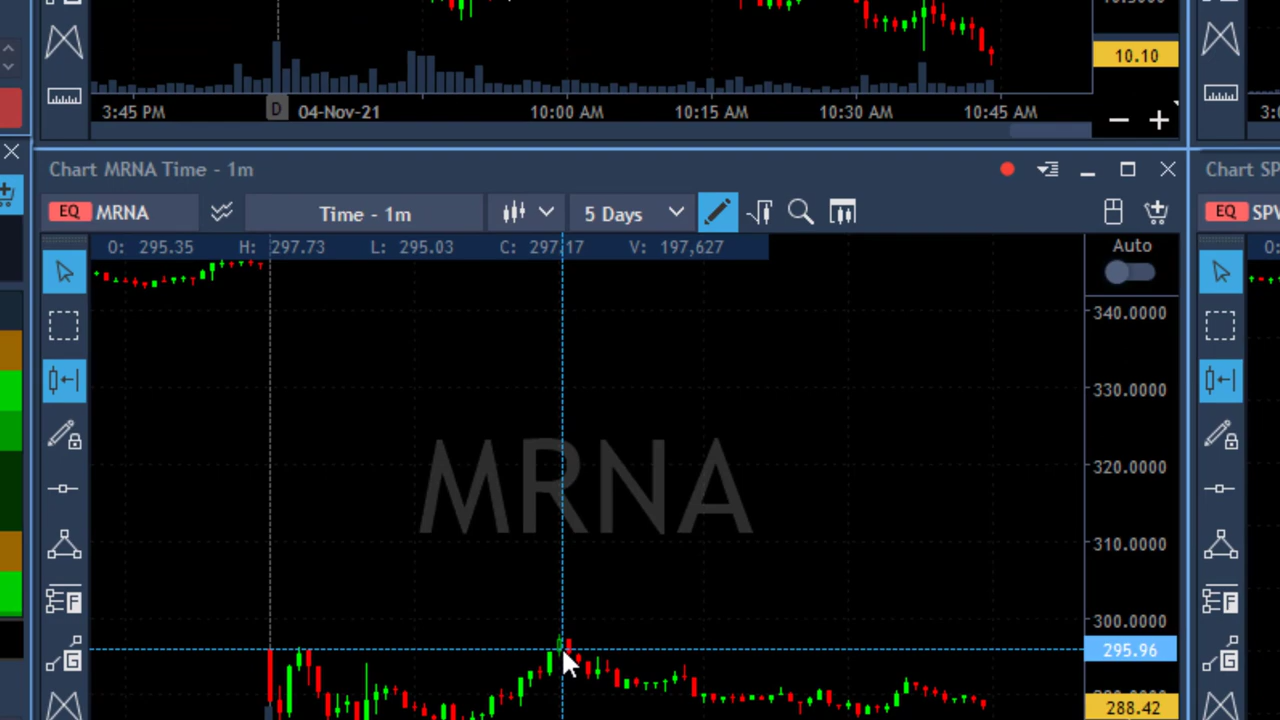 10.10
3:45 PM D 04-Nov-21 10:00 AM 10:15 AM 10:30 AM 10:45 AM
Chart MRNA Time - 1m
EQ MRNA Time - 1m 5 Days
O: 295.35 H: 297.73 L: 295.03 C: 297.17 V: 197,627
Auto
340.0000
330.0000
320.0000
310.0000
300.0000
295.96
288.42
MRNA
F
G
Chart SP
EQ SPV
O:
F
G